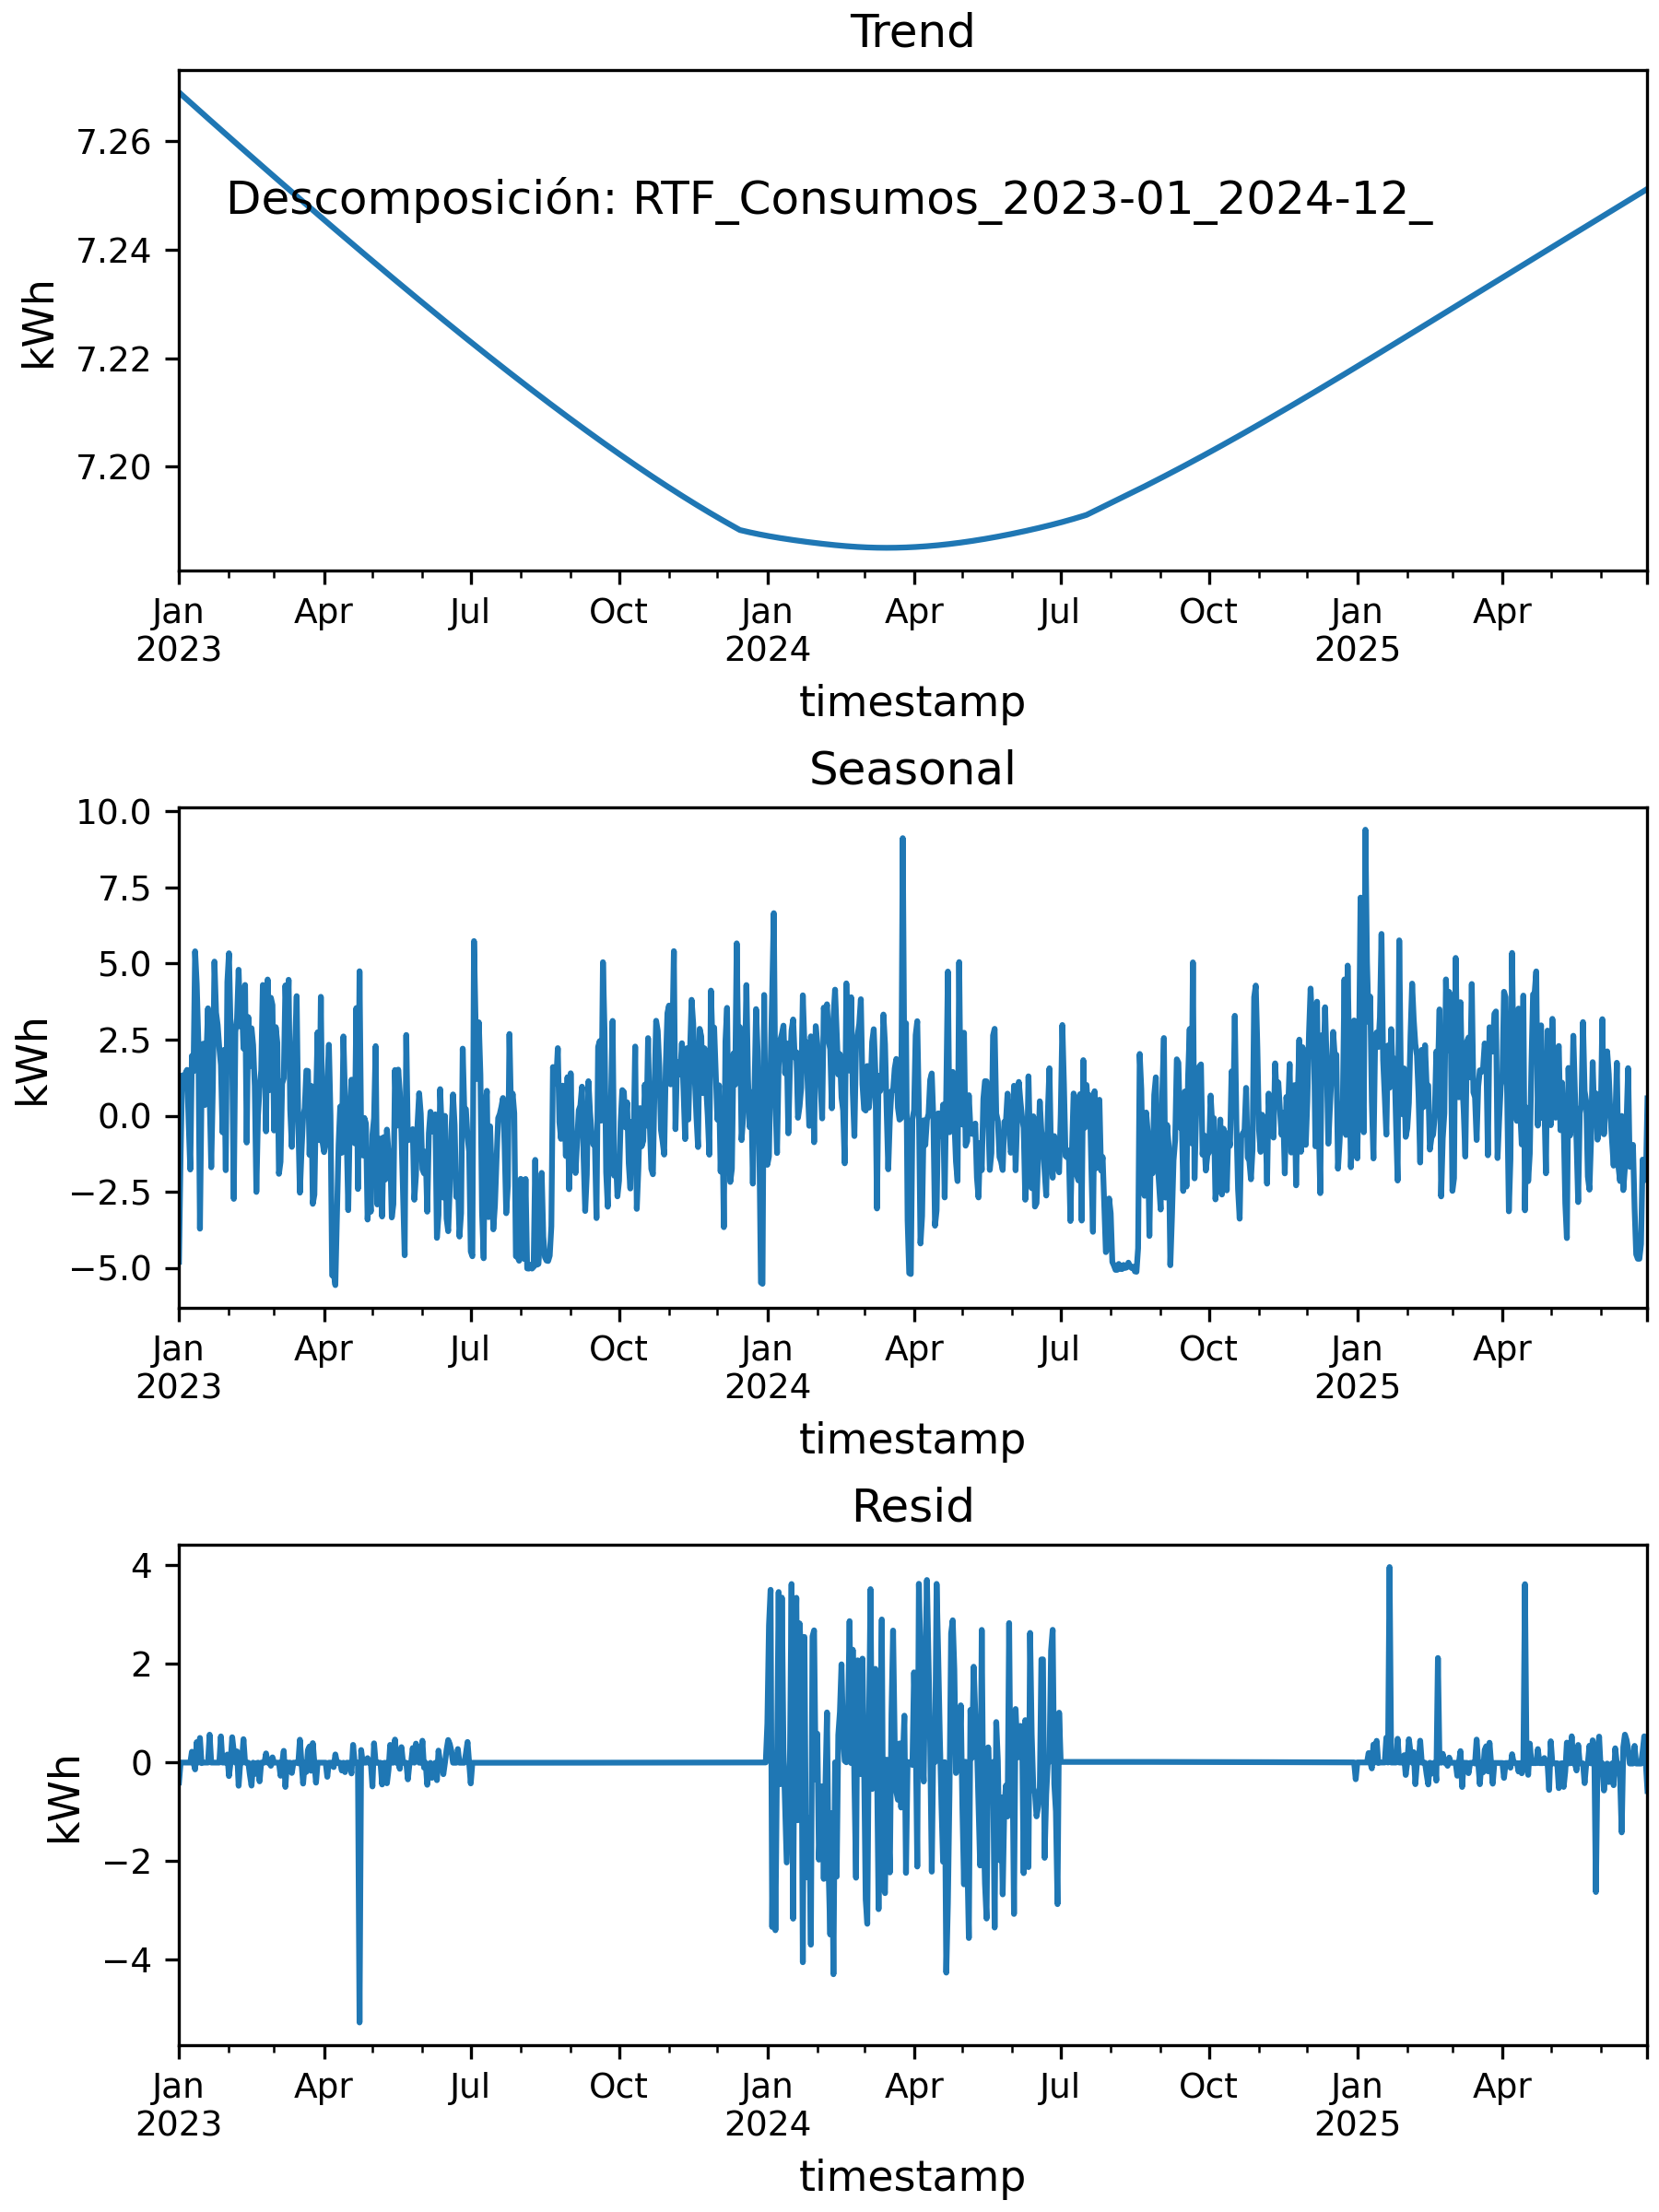 Trend
Descomposición: RTF_Consumos_2023-01_2024-12_
kWh
7.26
7.24
7.22
7.20
Jan Apr Jul Oct Jan Apr Jul Oct Jan Apr
2023 2024 2025
timestamp
Seasonal
kWh
10.0
7.5
5.0
2.5
0.0
−2.5
−5.0
Jan Apr Jul Oct Jan Apr Jul Oct Jan Apr
2023 2024 2025
timestamp
Resid
kWh
4
2
0
−2
−4
Jan Apr Jul Oct Jan Apr Jul Oct Jan Apr
2023 2024 2025
timestamp